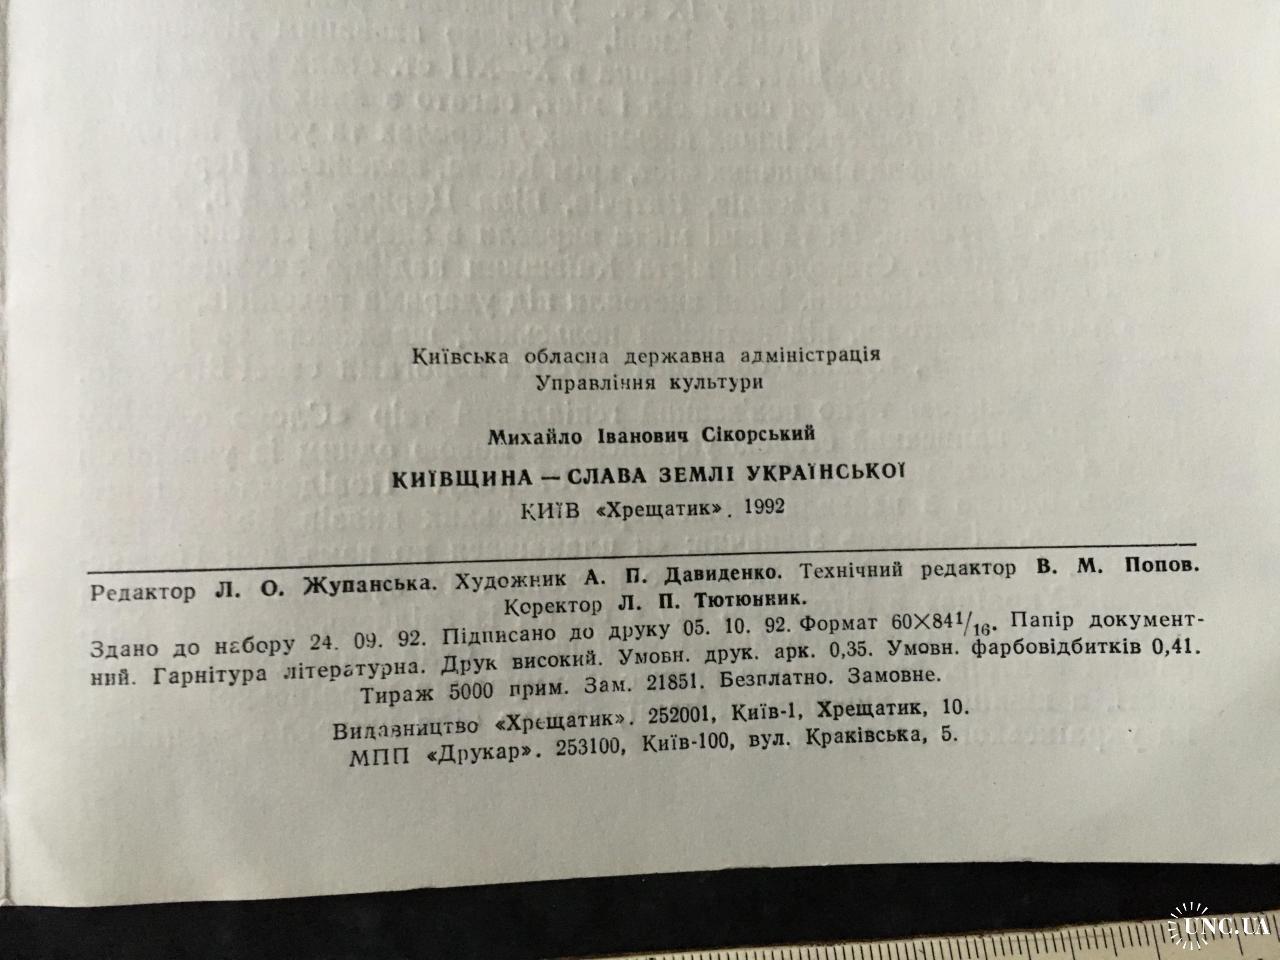 Київська обласна державна адміністрація
Управління культури
Михайло Іванович Сікорський
КИЇВЩИНА — СЛАВА ЗЕМЛІ УКРАЇНСЬКОЇ
КИЇВ «Хрещатик». 1992
Редактор Л. О. Жупанська. Художник А. П. Давиденко. Технічний редактор В. М. Попов.
Коректор Л. П. Тютюнник.
Здано до набору 24. 09. 92. Підписано до друку 05. 10. 92. Формат 60×84¹/₁₆. Папір документ-
ний. Гарнітура літературна. Друк високий. Умовн. друк. арк. 0,35. Умовн. фарбовідбитків 0,41.
Тираж 5000 прим. Зам. 21851. Безплатно. Замовне.
Видавництво «Хрещатик». 252001, Київ-1, Хрещатик, 10.
МПП «Друкар». 253100, Київ-100, вул. Краківська, 5.
UNC.UA